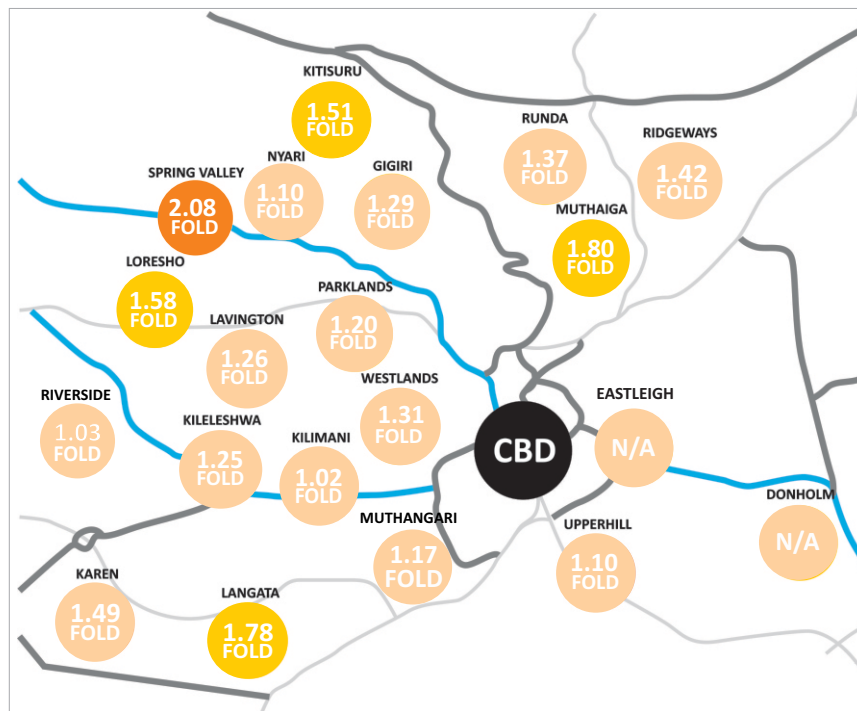 KITISURU
1.51
FOLD
RUNDA
1.37
FOLD
RIDGEWAYS
1.42
FOLD
NYARI
1.10
FOLD
GIGIRI
1.29
FOLD
SPRING VALLEY
2.08
FOLD
MUTHAIGA
1.80
FOLD
LORESHO
1.58
FOLD
PARKLANDS
1.20
FOLD
LAVINGTON
1.26
FOLD
WESTLANDS
1.31
FOLD
RIVERSIDE
1.03
FOLD
KILELESHWA
1.25
FOLD
KILIMANI
1.02
FOLD
CBD
EASTLEIGH
N/A
DONHOLM
N/A
MUTHANGARI
1.17
FOLD
UPPERHILL
1.10
FOLD
KAREN
1.49
FOLD
LANGATA
1.78
FOLD